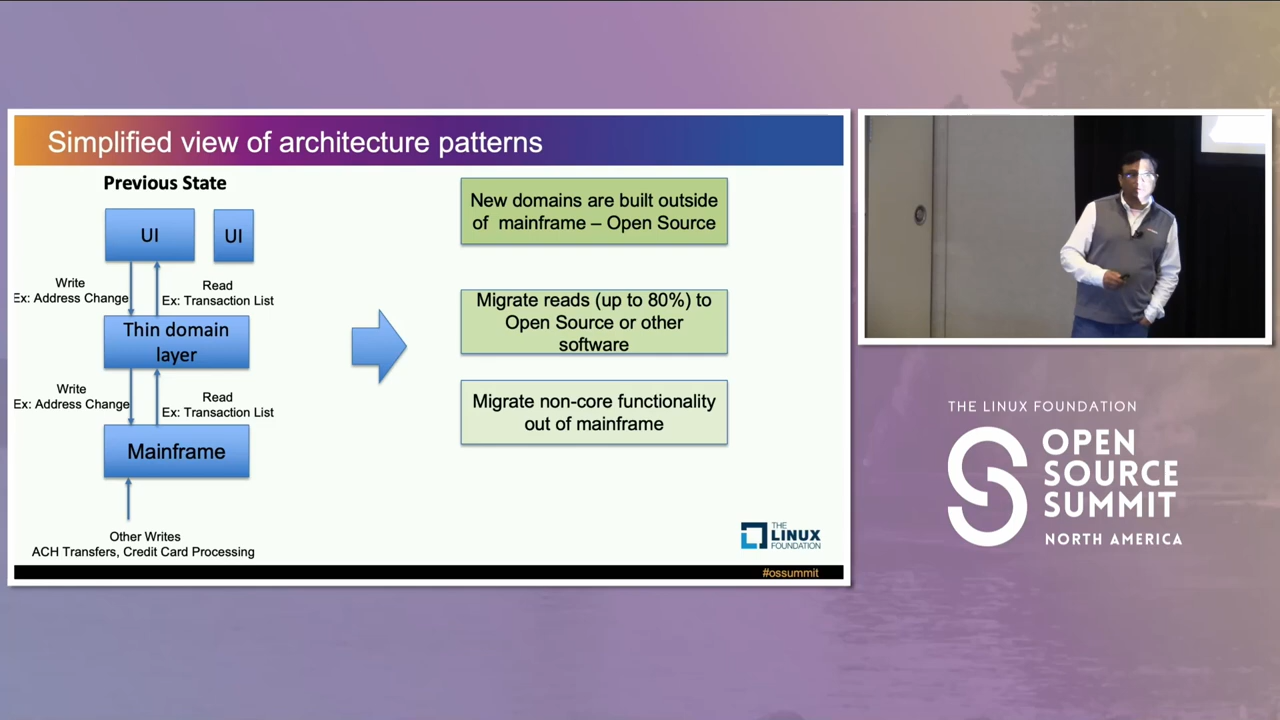 Simplified view of architecture patterns
Previous State
UI
UI
Write
Ex: Address Change
Read
Ex: Transaction List
Thin domain
layer
Write
Ex: Address Change
Read
Ex: Transaction List
Mainframe
Other Writes
ACH Transfers, Credit Card Processing
New domains are built outside
of mainframe – Open Source
Migrate reads (up to 80%) to
Open Source or other
software
Migrate non-core functionality
out of mainframe
THE
LINUX
FOUNDATION
#ossummit
THE LINUX FOUNDATION
OPEN
SOURCE
SUMMIT
NORTH AMERICA